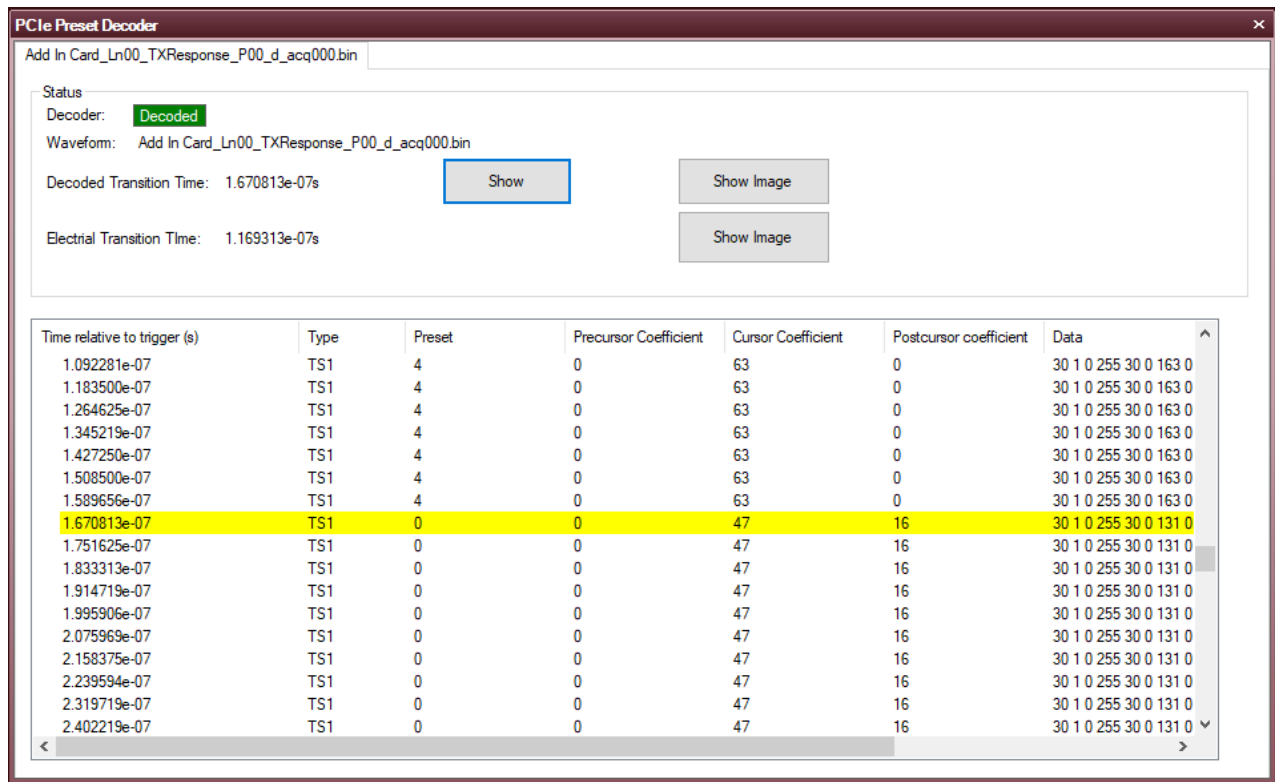 PCIe Preset Decoder ×
Add In Card_Ln00_TXResponse_P00_d_acq000.bin
Status
Decoder: Decoded
Waveform: Add In Card_Ln00_TXResponse_P00_d_acq000.bin
Decoded Transition Time: 1.670813e-07s Show Show Image
Electrial Transition TIme: 1.169313e-07s Show Image
Time relative to trigger (s) Type Preset Precursor Coefficient Cursor Coefficient Postcursor coefficient Data
1.092281e-07 TS1 4 0 63 0 30 1 0 255 30 0 163 0
1.183500e-07 TS1 4 0 63 0 30 1 0 255 30 0 163 0
1.264625e-07 TS1 4 0 63 0 30 1 0 255 30 0 163 0
1.345219e-07 TS1 4 0 63 0 30 1 0 255 30 0 163 0
1.427250e-07 TS1 4 0 63 0 30 1 0 255 30 0 163 0
1.508500e-07 TS1 4 0 63 0 30 1 0 255 30 0 163 0
1.589656e-07 TS1 4 0 63 0 30 1 0 255 30 0 163 0
1.670813e-07 TS1 0 0 47 16 30 1 0 255 30 0 131 0
1.751625e-07 TS1 0 0 47 16 30 1 0 255 30 0 131 0
1.833313e-07 TS1 0 0 47 16 30 1 0 255 30 0 131 0
1.914719e-07 TS1 0 0 47 16 30 1 0 255 30 0 131 0
1.995906e-07 TS1 0 0 47 16 30 1 0 255 30 0 131 0
2.075969e-07 TS1 0 0 47 16 30 1 0 255 30 0 131 0
2.158375e-07 TS1 0 0 47 16 30 1 0 255 30 0 131 0
2.239594e-07 TS1 0 0 47 16 30 1 0 255 30 0 131 0
2.319719e-07 TS1 0 0 47 16 30 1 0 255 30 0 131 0
2.402219e-07 TS1 0 0 47 16 30 1 0 255 30 0 131 0